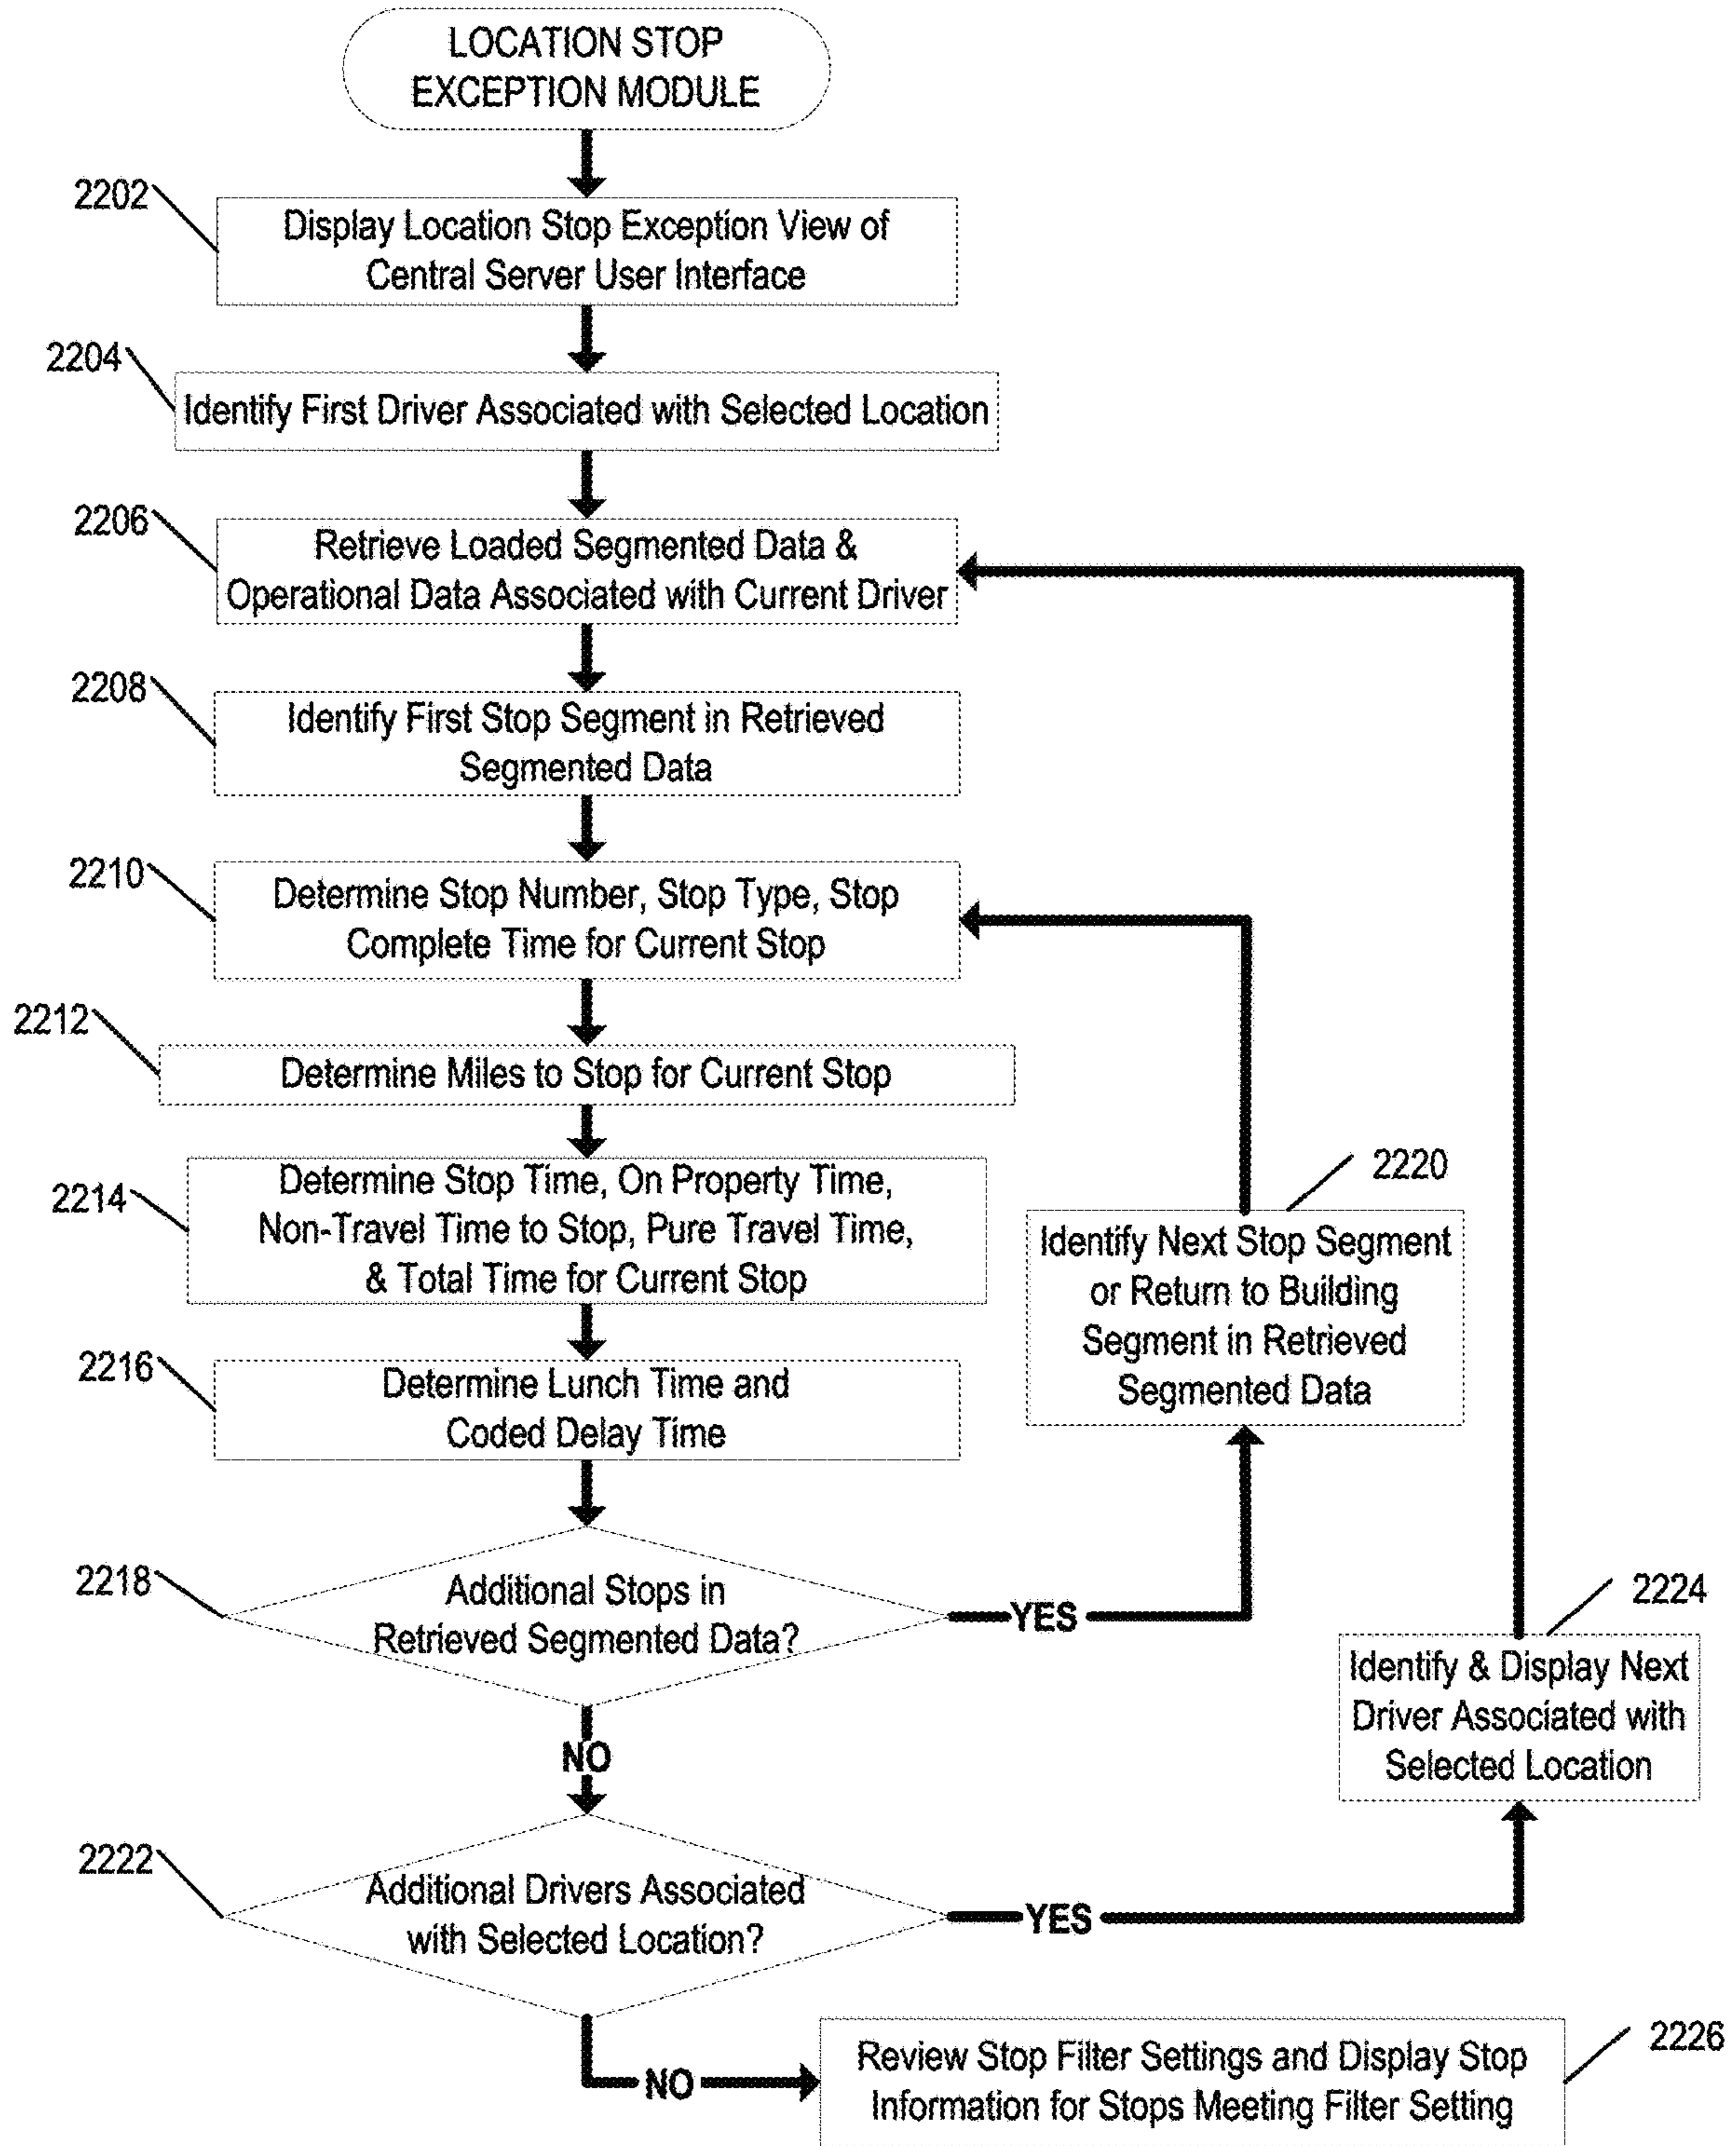 LOCATION STOP
EXCEPTION MODULE
2202
Display Location Stop Exception View of
Central Server User Interface
2204
Identify First Driver Associated with Selected Location
2206
Retrieve Loaded Segmented Data &
Operational Data Associated with Current Driver
2208
Identify First Stop Segment in Retrieved
Segmented Data
2210
Determine Stop Number, Stop Type, Stop
Complete Time for Current Stop
2212
Determine Miles to Stop for Current Stop
2214
Determine Stop Time, On Property Time,
Non-Travel Time to Stop, Pure Travel Time,
& Total Time for Current Stop
2216
Determine Lunch Time and
Coded Delay Time
2218
Additional Stops in
Retrieved Segmented Data?
YES
2220
Identify Next Stop Segment
or Return to Building
Segment in Retrieved
Segmented Data
NO
2222
Additional Drivers Associated
with Selected Location?
YES
2224
Identify & Display Next
Driver Associated with
Selected Location
NO
2226
Review Stop Filter Settings and Display Stop
Information for Stops Meeting Filter Setting